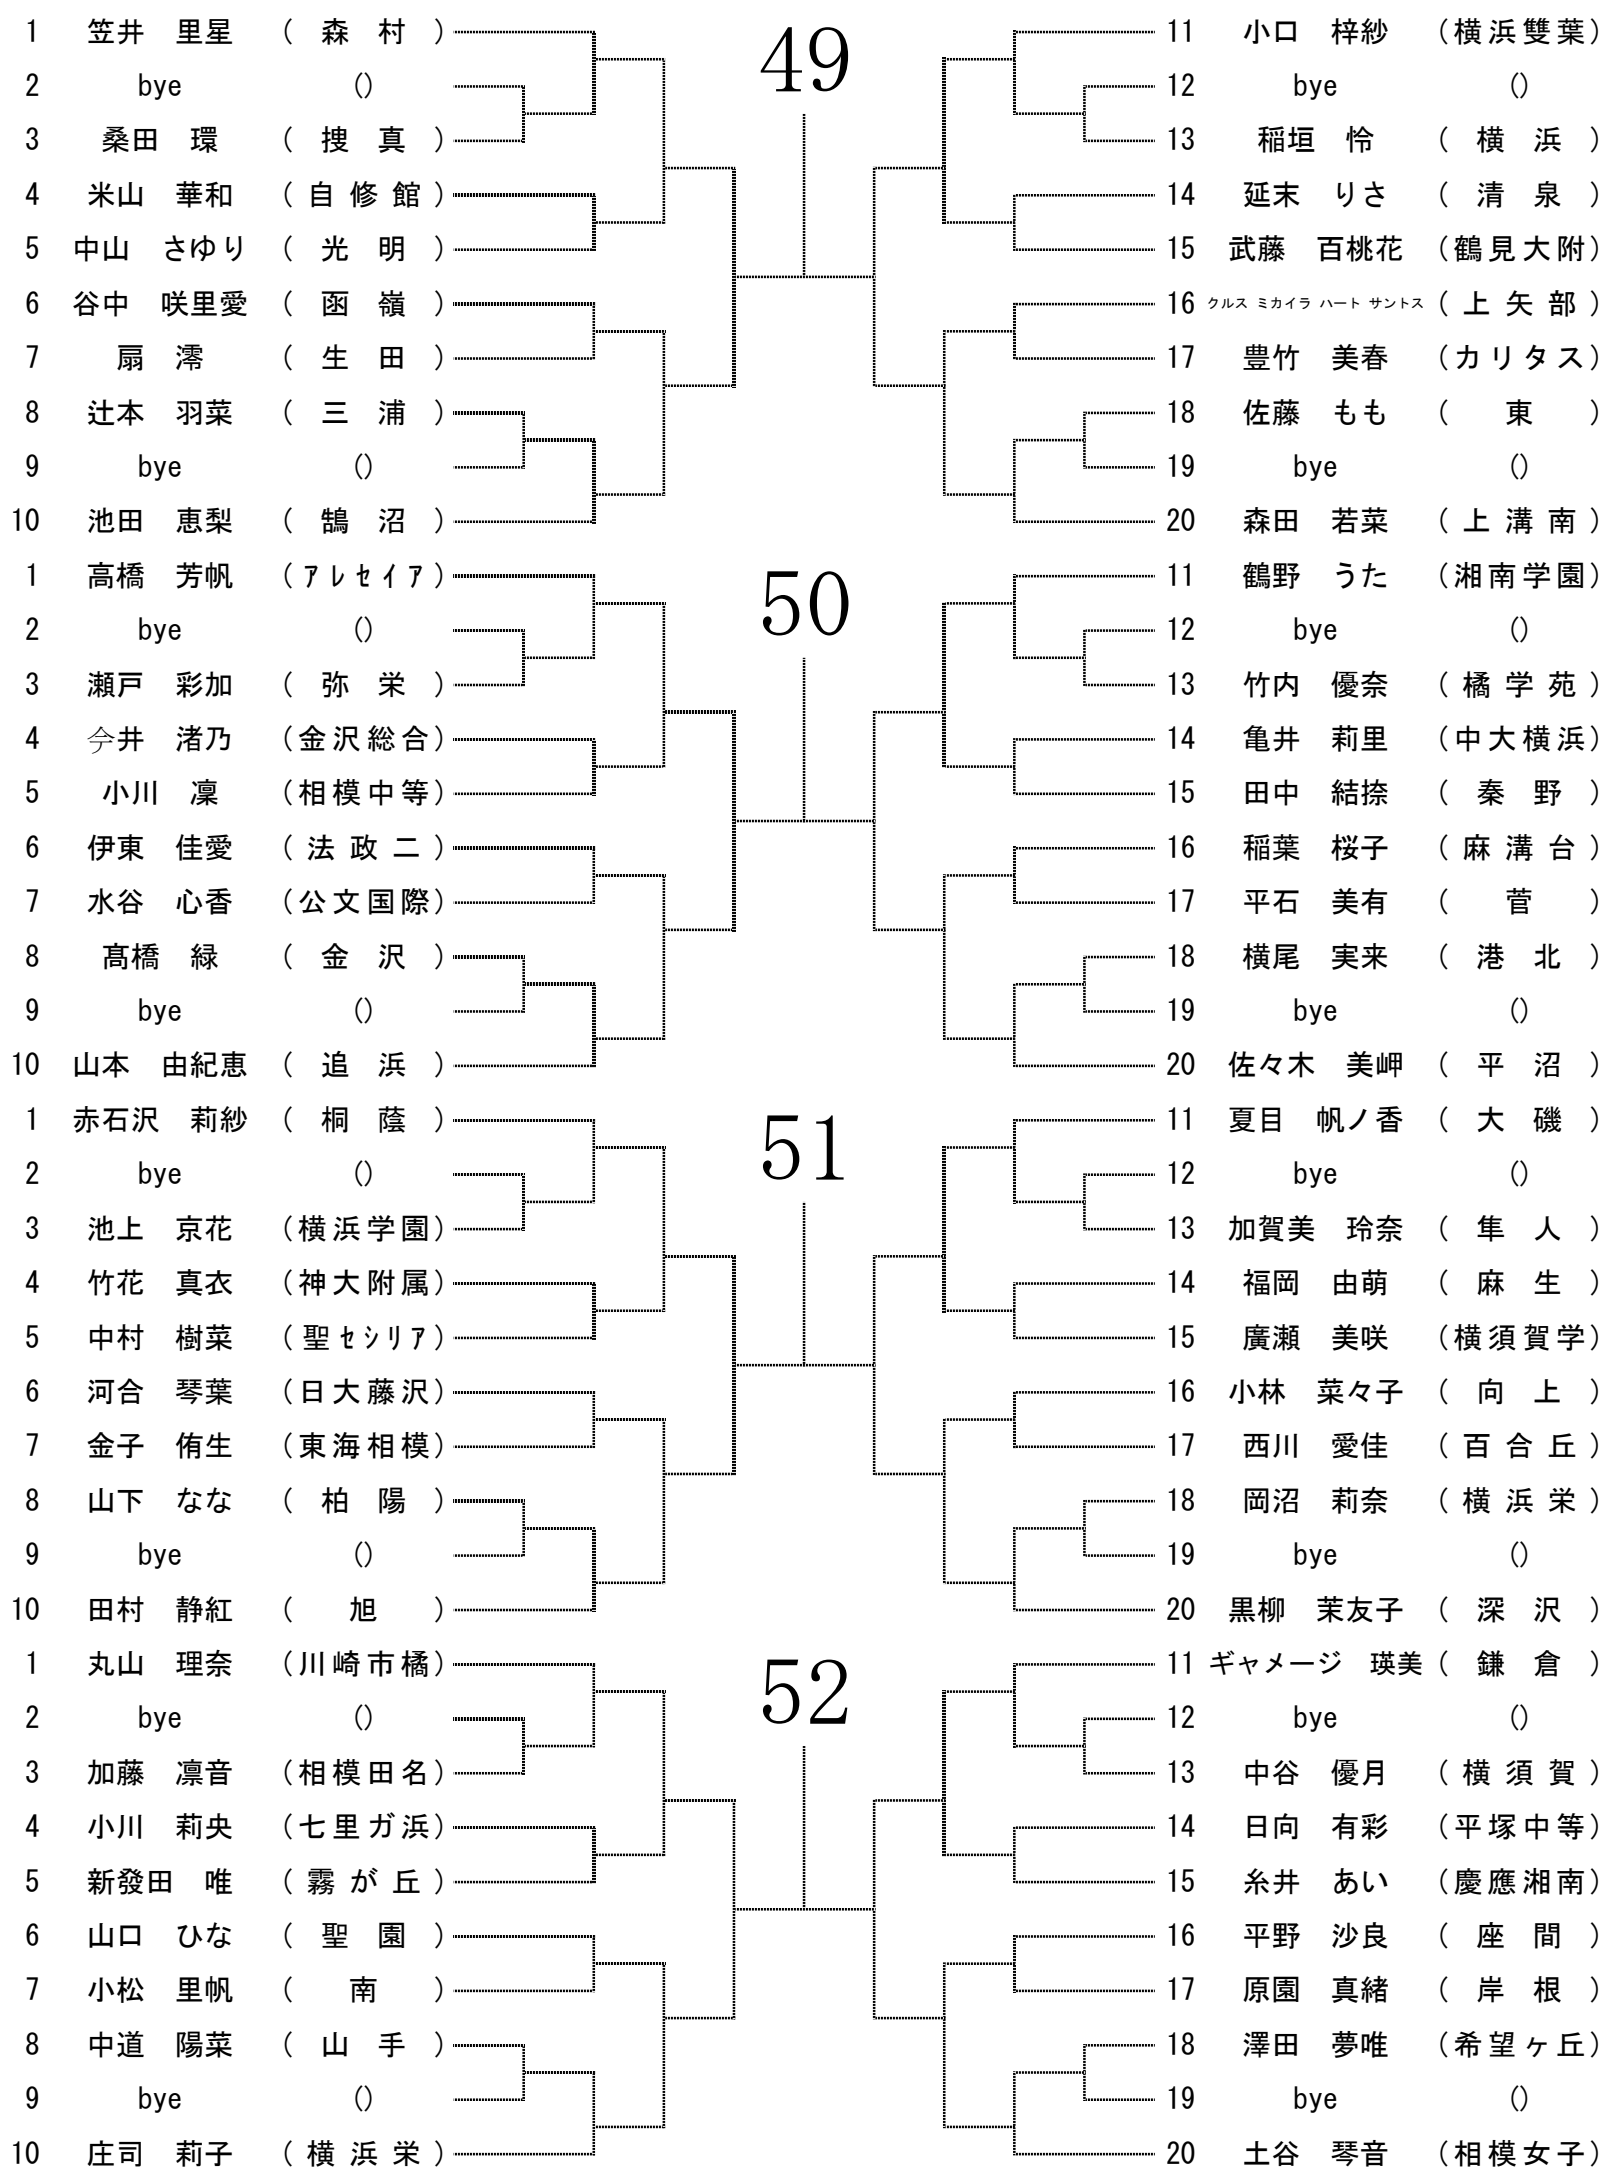 49
1 笠井 里星 (森村)
2 bye ()
3 桑田 環 (捜真)
4 米山 華和 (自修館)
5 中山 さゆり (光明)
6 谷中 咲里愛 (函嶺)
7 扇 澪 (生田)
8 辻本 羽菜 (三浦)
9 bye ()
10 池田 恵梨 (鵠沼)
11 小口 梓紗 (横浜雙葉)
12 bye ()
13 稲垣 怜 (横浜)
14 延末 りさ (清泉)
15 武藤 百桃花 (鶴見大附)
16 クルス ミカイラ ハート サントス (上矢部)
17 豊竹 美春 (カリタス)
18 佐藤 もも (東)
19 bye ()
20 森田 若菜 (上溝南)
50
1 高橋 芳帆 (アレセイア)
2 bye ()
3 瀬戸 彩加 (弥栄)
4 今井 渚乃 (金沢総合)
5 小川 凜 (相模中等)
6 伊東 佳愛 (法政二)
7 水谷 心香 (公文国際)
8 髙橋 緑 (金沢)
9 bye ()
10 山本 由紀恵 (追浜)
11 鶴野 うた (湘南学園)
12 bye ()
13 竹内 優奈 (橘学苑)
14 亀井 莉里 (中大横浜)
15 田中 結捺 (秦野)
16 稲葉 桜子 (麻溝台)
17 平石 美有 (菅)
18 横尾 実来 (港北)
19 bye ()
20 佐々木 美岬 (平沼)
51
1 赤石沢 莉紗 (桐蔭)
2 bye ()
3 池上 京花 (横浜学園)
4 竹花 真衣 (神大附属)
5 中村 樹菜 (聖セシリア)
6 河合 琴葉 (日大藤沢)
7 金子 侑生 (東海相模)
8 山下 なな (柏陽)
9 bye ()
10 田村 静紅 (旭)
11 夏目 帆ノ香 (大磯)
12 bye ()
13 加賀美 玲奈 (隼人)
14 福岡 由萌 (麻生)
15 廣瀬 美咲 (横須賀学)
16 小林 菜々子 (向上)
17 西川 愛佳 (百合丘)
18 岡沼 莉奈 (横浜栄)
19 bye ()
20 黒柳 茉友子 (深沢)
52
1 丸山 理奈 (川崎市橘)
2 bye ()
3 加藤 凛音 (相模田名)
4 小川 莉央 (七里ガ浜)
5 新發田 唯 (霧が丘)
6 山口 ひな (聖園)
7 小松 里帆 (南)
8 中道 陽菜 (山手)
9 bye ()
10 庄司 莉子 (横浜栄)
11 ギャメージ 瑛美 (鎌倉)
12 bye ()
13 中谷 優月 (横須賀)
14 日向 有彩 (平塚中等)
15 糸井 あい (慶應湘南)
16 平野 沙良 (座間)
17 原園 真緒 (岸根)
18 澤田 夢唯 (希望ヶ丘)
19 bye ()
20 土谷 琴音 (相模女子)